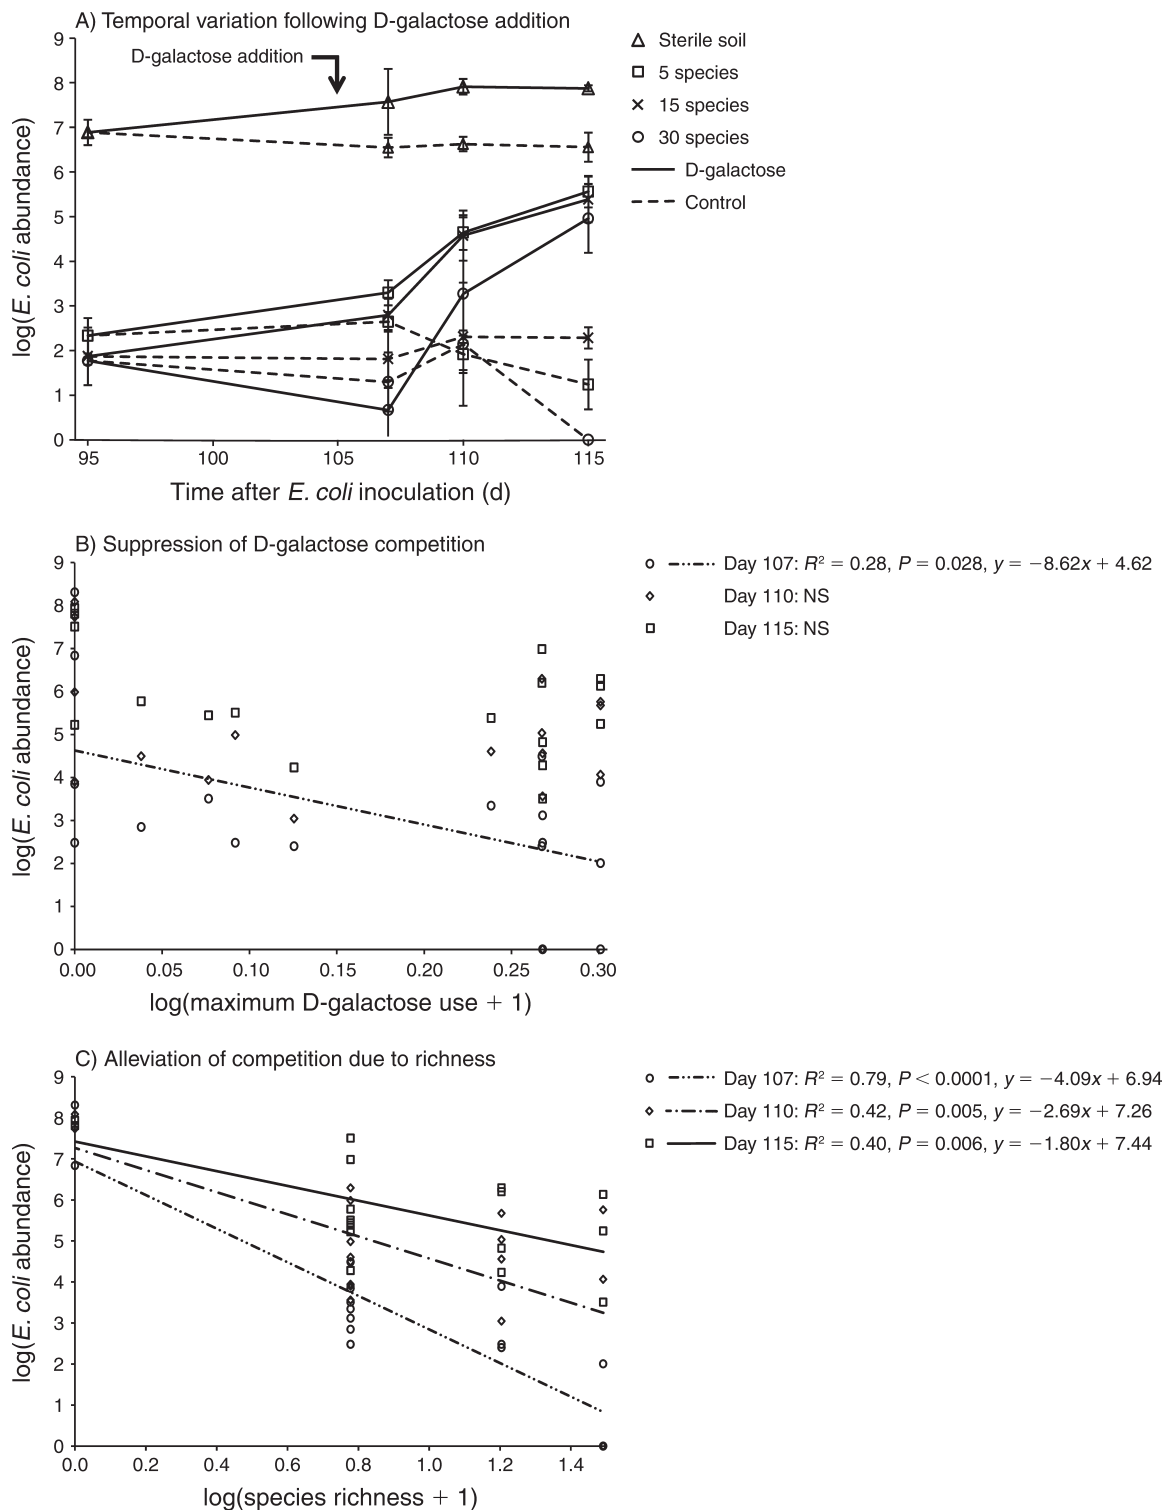 A) Temporal variation following D-galactose addition
D-galactose addition
9
8
7
6
5
4
3
2
1
0
log(E. coli abundance)
95
100
105
110
115
Time after E. coli inoculation (d)
Sterile soil
5 species
15 species
30 species
D-galactose
Control
B) Suppression of D-galactose competition
9
8
7
6
5
4
3
2
1
0
log(E. coli abundance)
0.00
0.05
0.10
0.15
0.20
0.25
0.30
log(maximum D-galactose use + 1)
Day 107: R² = 0.28, P = 0.028, y = −8.62x + 4.62
Day 110: NS
Day 115: NS
C) Alleviation of competition due to richness
9
8
7
6
5
4
3
2
1
0
log(E. coli abundance)
0.0
0.2
0.4
0.6
0.8
1.0
1.2
1.4
log(species richness + 1)
Day 107: R² = 0.79, P < 0.0001, y = −4.09x + 6.94
Day 110: R² = 0.42, P = 0.005, y = −2.69x + 7.26
Day 115: R² = 0.40, P = 0.006, y = −1.80x + 7.44